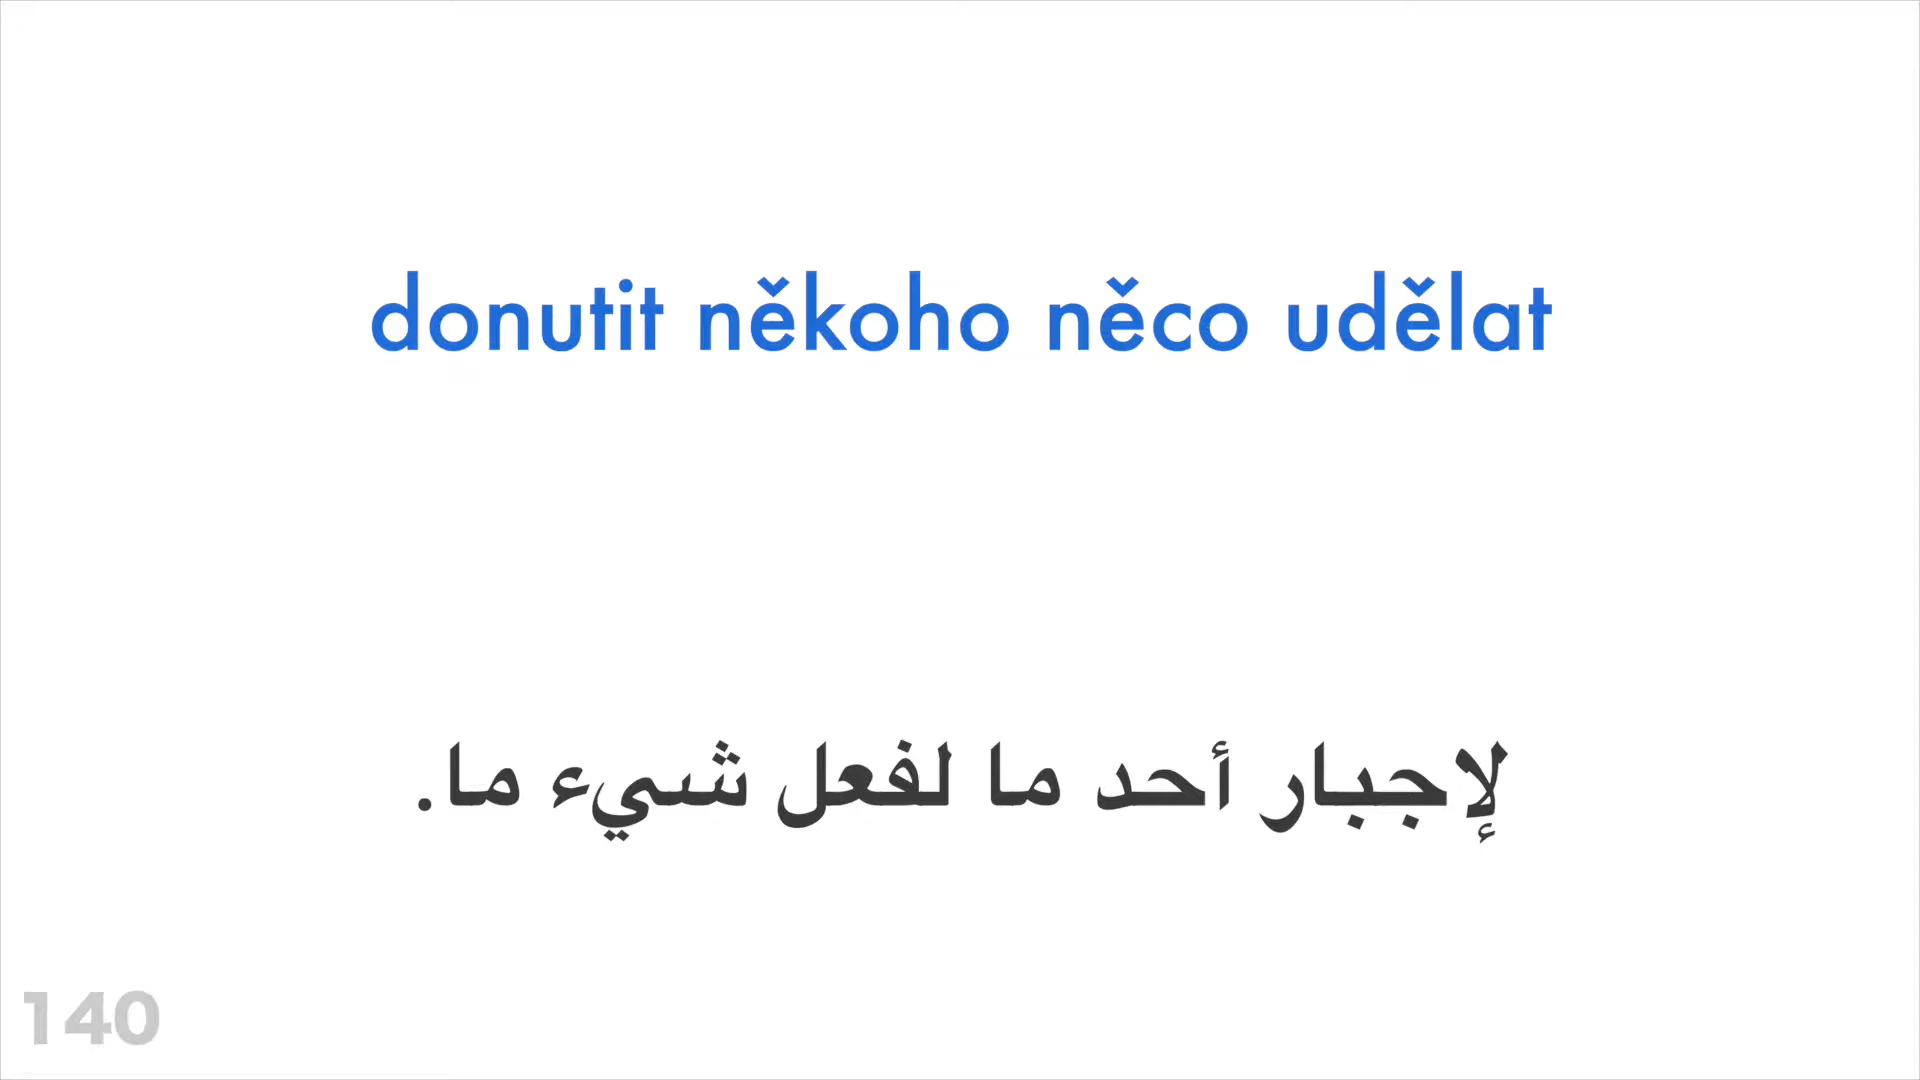 donutit někoho něco udělat
لإجبار أحد ما لفعل شيء ما.
140